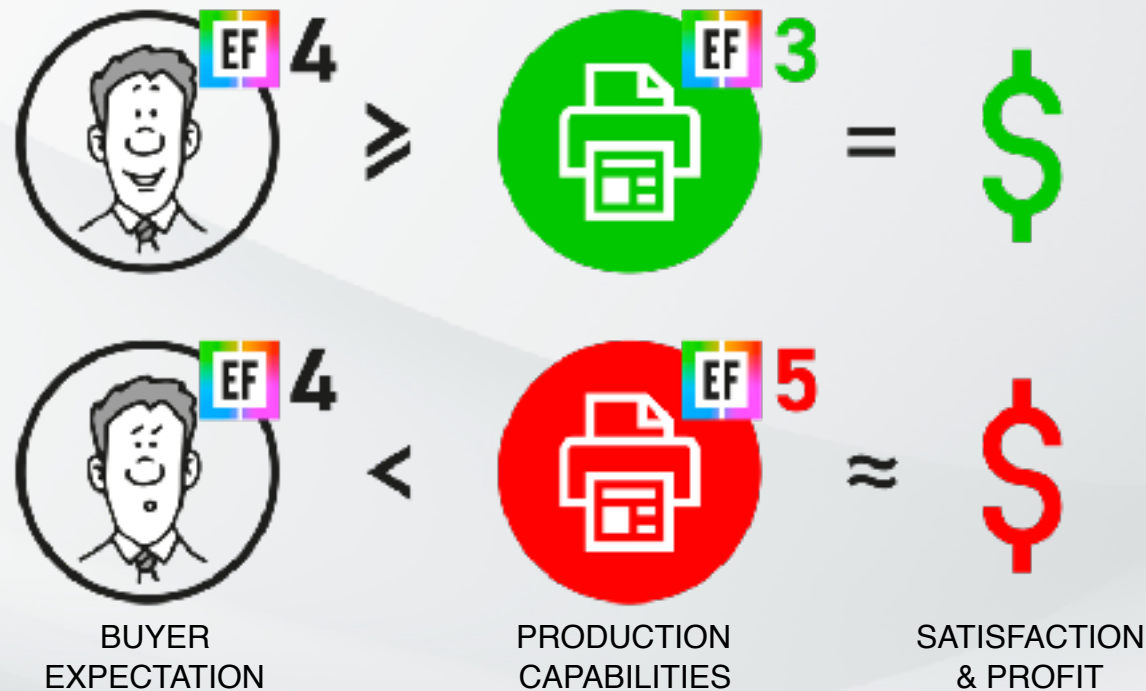 EF 4 ⩾ EF 3 = $
EF 4 < EF 5 ≈ $
BUYER PRODUCTION SATISFACTION
EXPECTATION CAPABILITIES & PROFIT